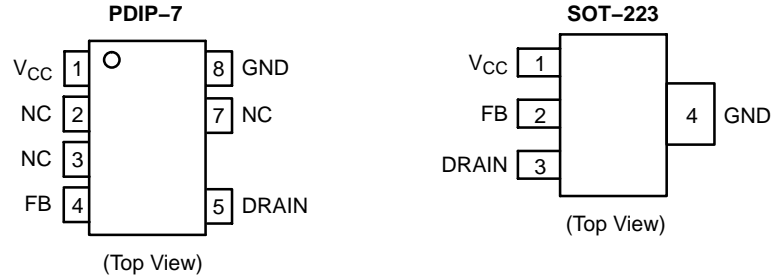 PDIP–7
VCC 1 8 GND
NC 2 7 NC
NC 3
FB 4 5 DRAIN
(Top View)
SOT–223
VCC 1
FB 2 4 GND
DRAIN 3
(Top View)